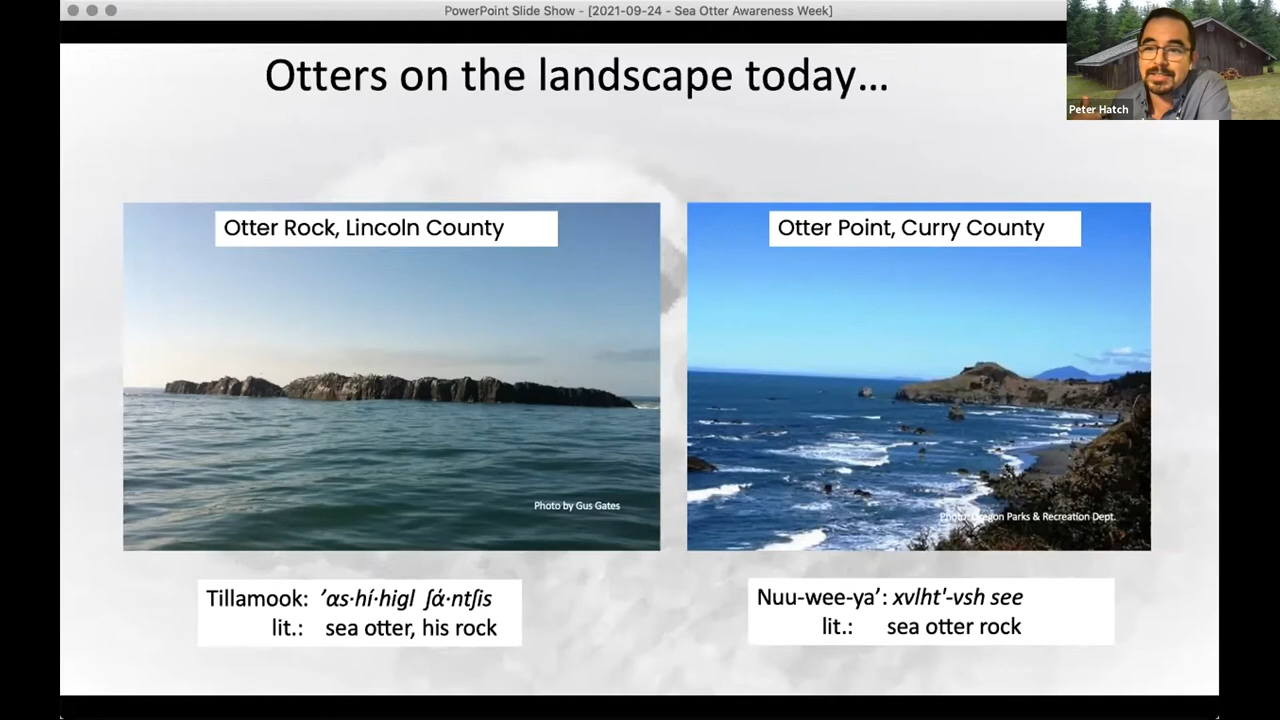 PowerPoint Slide Show - [2021-09-24 - Sea Otter Awareness Week]
Peter Hatch
Otters on the landscape today...
Otter Rock, Lincoln County
Photo by Gus Gates
Tillamook: ’ɑs·hí·higl ʃɑ́·ntʃis
lit.: sea otter, his rock
Otter Point, Curry County
Photo: Oregon Parks & Recreation Dept.
Nuu-wee-ya’: xvlht'-vsh see
lit.: sea otter rock